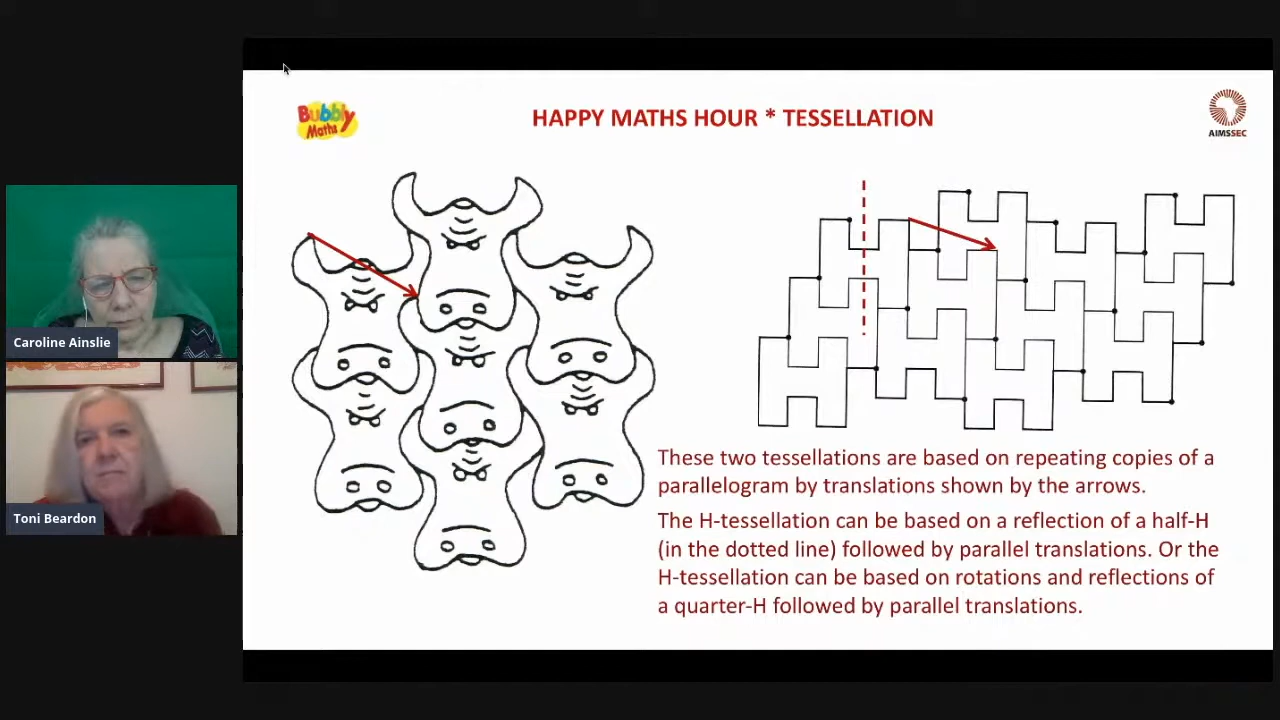 Bubbly
Maths
HAPPY MATHS HOUR * TESSELLATION
AIMSSEC
Caroline Ainslie
Toni Beardon
These two tessellations are based on repeating copies of a
parallelogram by translations shown by the arrows.
The H-tessellation can be based on a reflection of a half-H
(in the dotted line) followed by parallel translations. Or the
H-tessellation can be based on rotations and reflections of
a quarter-H followed by parallel translations.